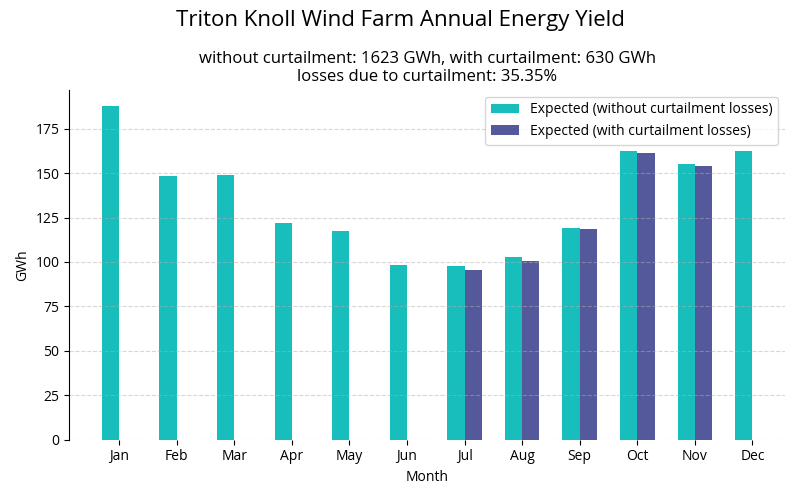 Triton Knoll Wind Farm Annual Energy Yield
without curtailment: 1623 GWh, with curtailment: 630 GWh
losses due to curtailment: 35.35%
Expected (without curtailment losses)
Expected (with curtailment losses)
GWh
175
150
125
100
75
50
25
0
Jan Feb Mar Apr May Jun Jul Aug Sep Oct Nov Dec
Month